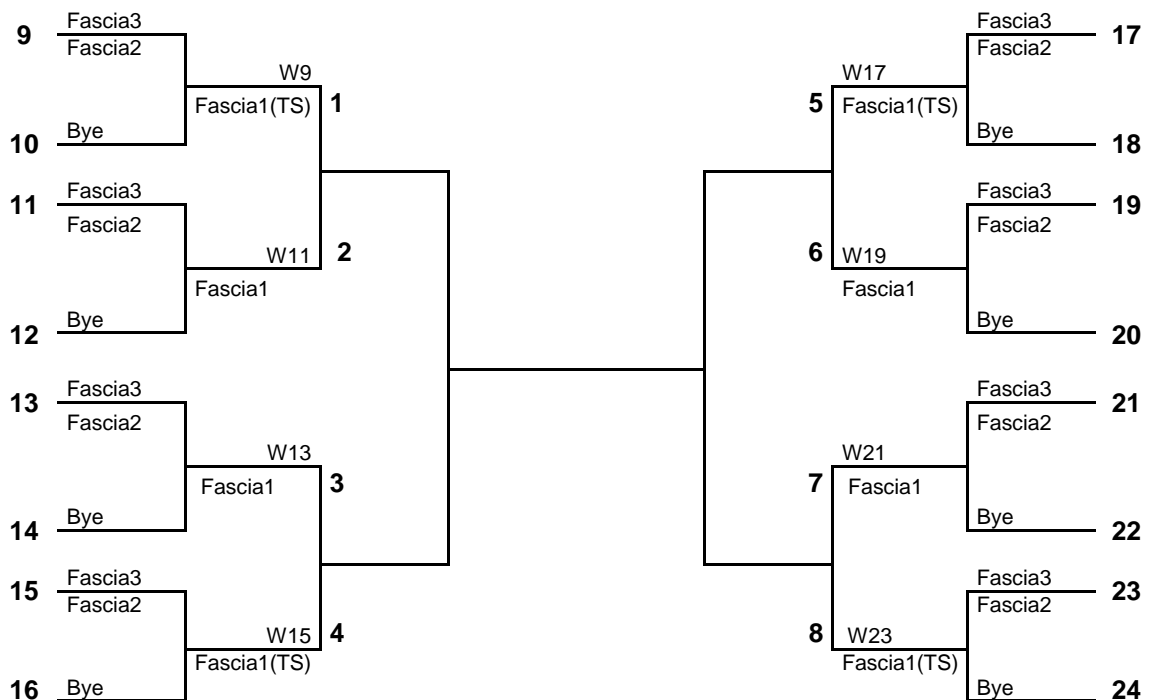 9 Fascia3 Fascia3 17
Fascia2 Fascia2
W9 W17
1 5
Fascia1(TS) Fascia1(TS)
10 Bye Bye 18
11 Fascia3 Fascia3 19
Fascia2 Fascia2
W11 2 6 W19
Fascia1 Fascia1
12 Bye Bye 20
13 Fascia3 Fascia3 21
Fascia2 Fascia2
W13 W21
Fascia1 3 7 Fascia1
14 Bye Bye 22
15 Fascia3 Fascia3 23
Fascia2 Fascia2
W15 4 8 W23
Fascia1(TS) Fascia1(TS)
16 Bye Bye 24